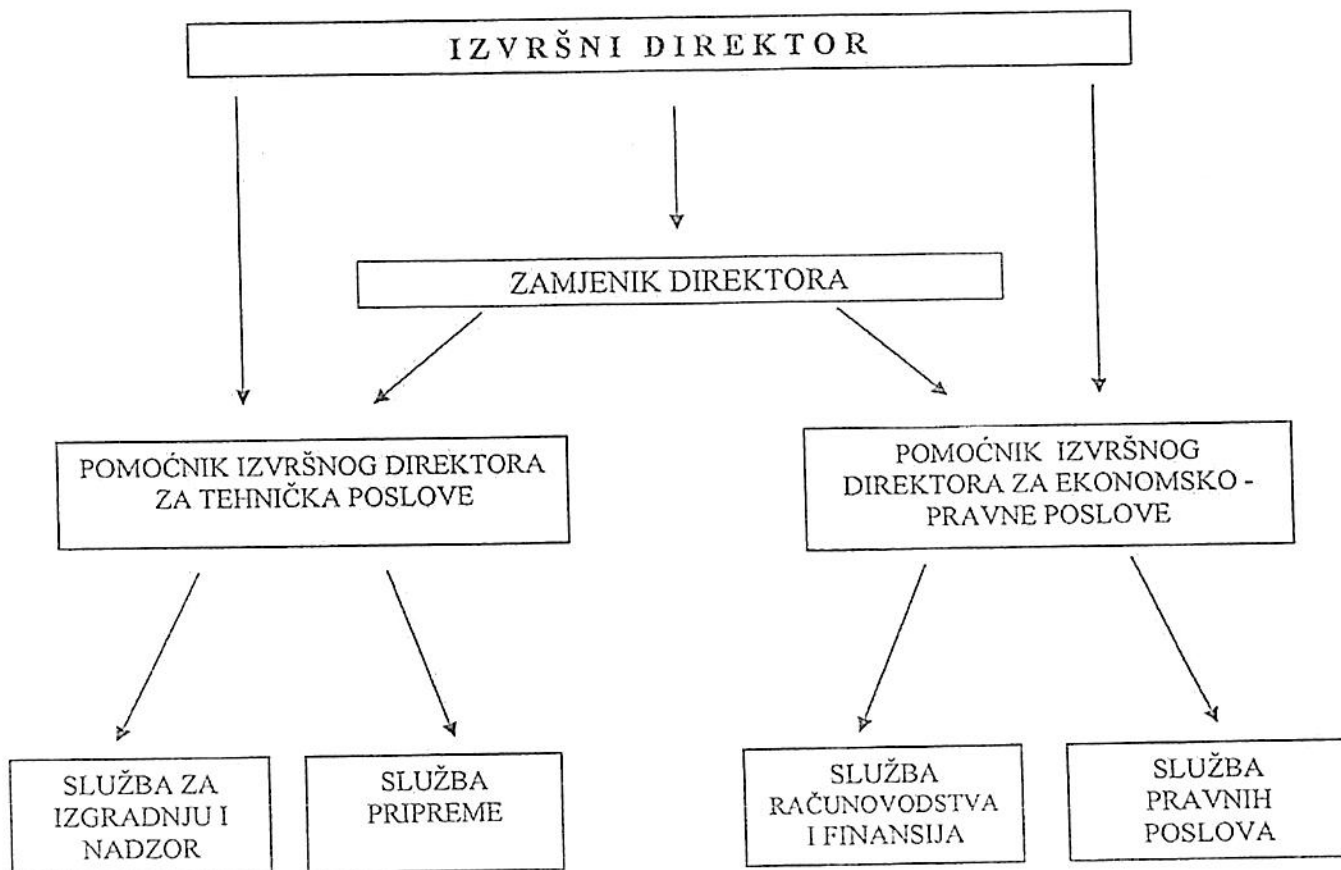 IZVRŠNI DIREKTOR
ZAMJENIK DIREKTORA
POMOĆNIK IZVRŠNOG DIREKTORA
ZA TEHNIČKA POSLOVE
POMOĆNIK IZVRŠNOG
DIREKTORA ZA EKONOMSKO -
PRAVNE POSLOVE
SLUŽBA ZA
IZGRADNJU I
NADZOR
SLUŽBA
PRIPREME
SLUŽBA
RAČUNOVODSTVA
I FINANSIJA
SLUŽBA
PRAVNIH
POSLOVA